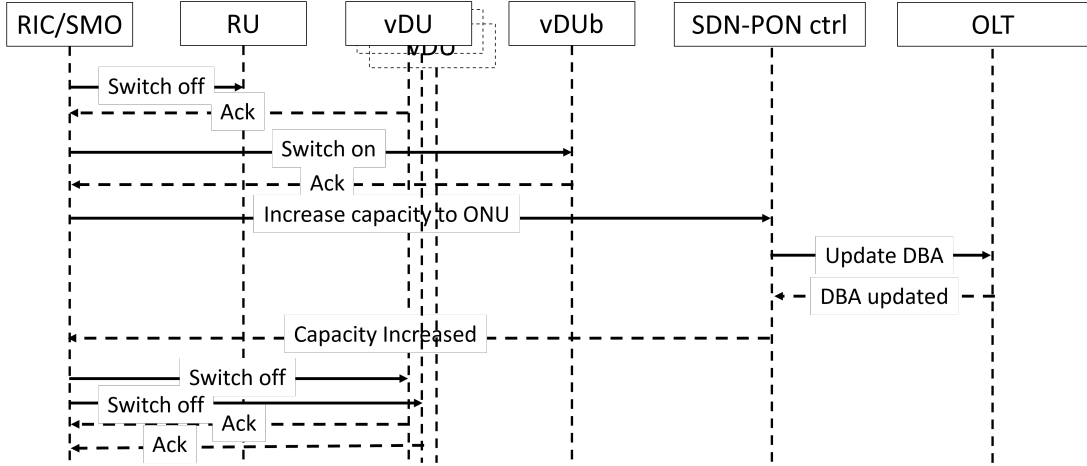 RIC/SMO
RU
vDU
vDUb
SDN-PON ctrl
OLT
vDU
Switch off
Ack
Switch on
Ack
Increase capacity to ONU
Update DBA
DBA updated
Capacity Increased
Switch off
Switch off
Ack
Ack